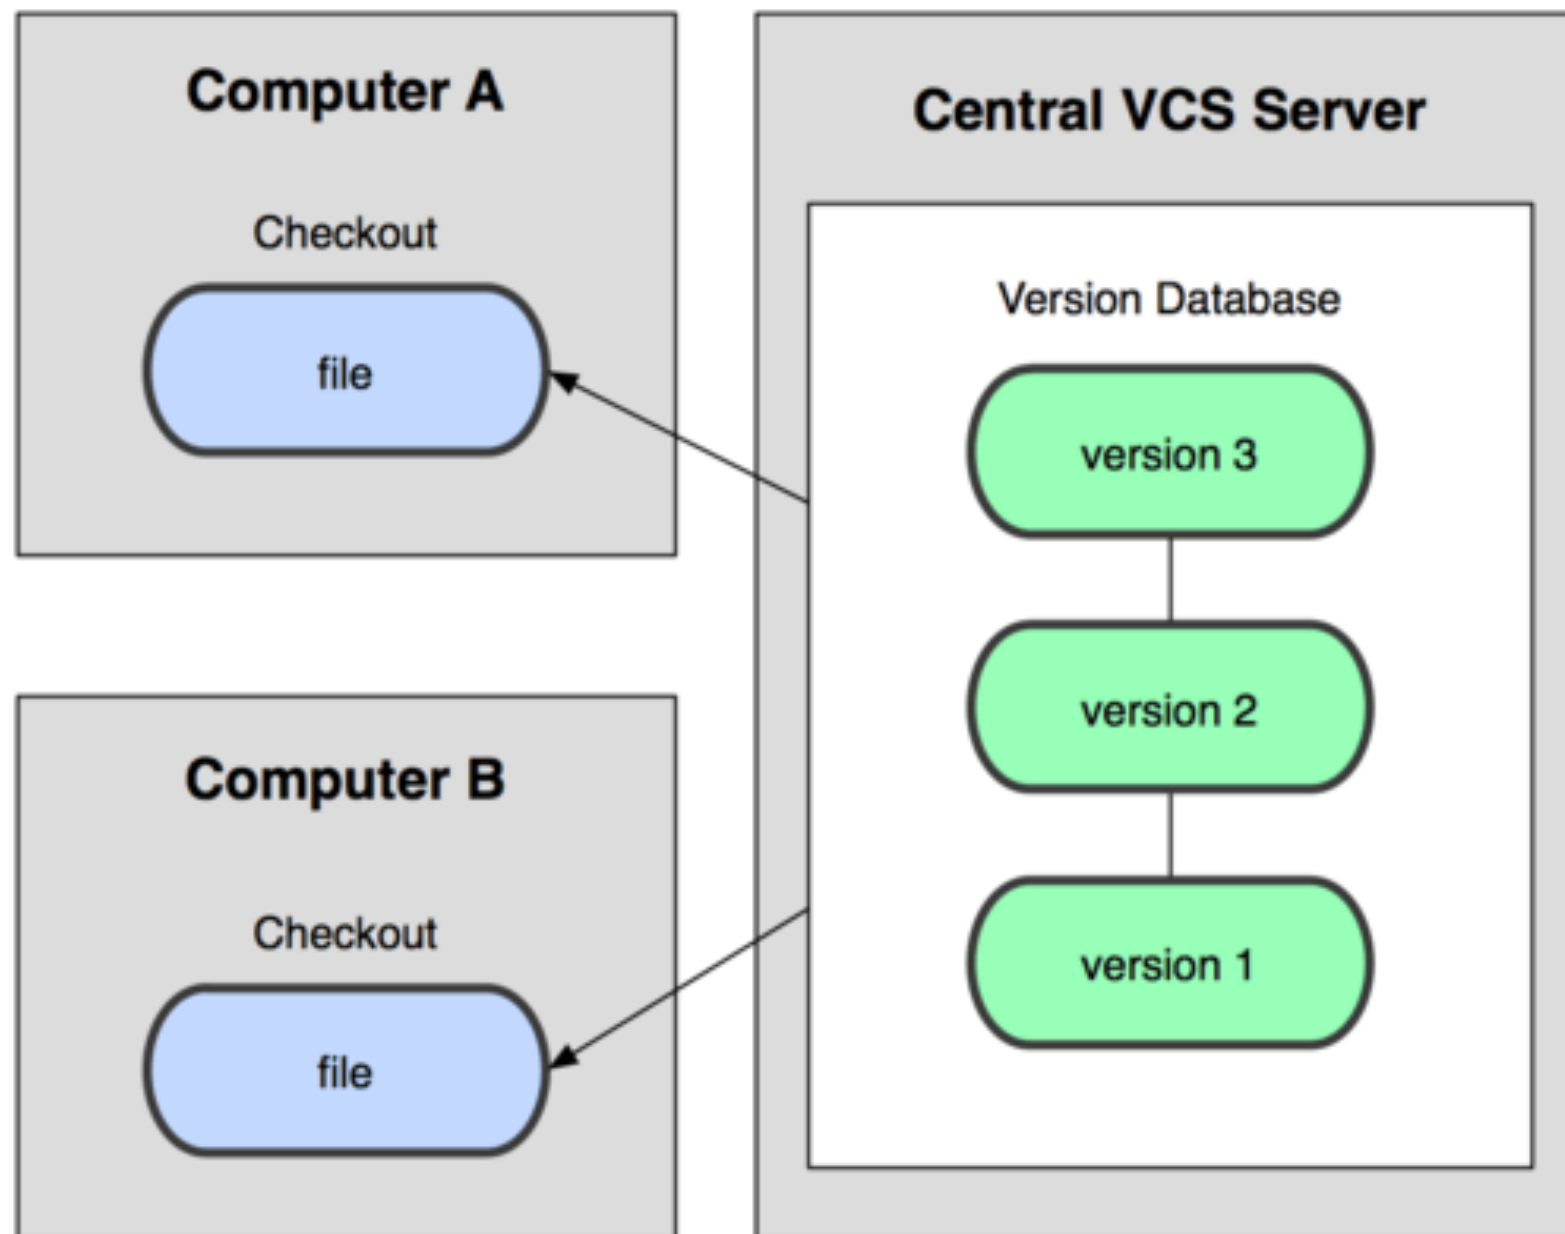 Computer A
Checkout
file
Computer B
Checkout
file
Central VCS Server
Version Database
version 3
version 2
version 1